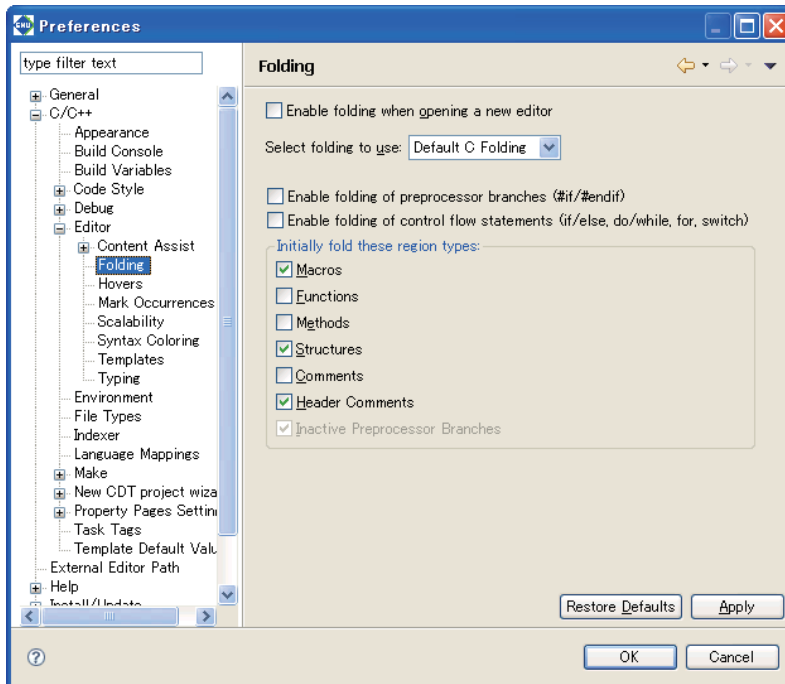 GNU Preferences
type filter text
General
C/C++
Appearance
Build Console
Build Variables
Code Style
Debug
Editor
Content Assist
Folding
Hovers
Mark Occurrences
Scalability
Syntax Coloring
Templates
Typing
Environment
File Types
Indexer
Language Mappings
Make
New CDT project wiza
Property Pages Settin
Task Tags
Template Default Valu
External Editor Path
Help
Install/Update
Folding
Enable folding when opening a new editor
Select folding to use: Default C Folding
Enable folding of preprocessor branches (#if/#endif)
Enable folding of control flow statements (if/else, do/while, for, switch)
Initially fold these region types:
Macros
Functions
Methods
Structures
Comments
Header Comments
Inactive Preprocessor Branches
Restore Defaults Apply
? OK Cancel